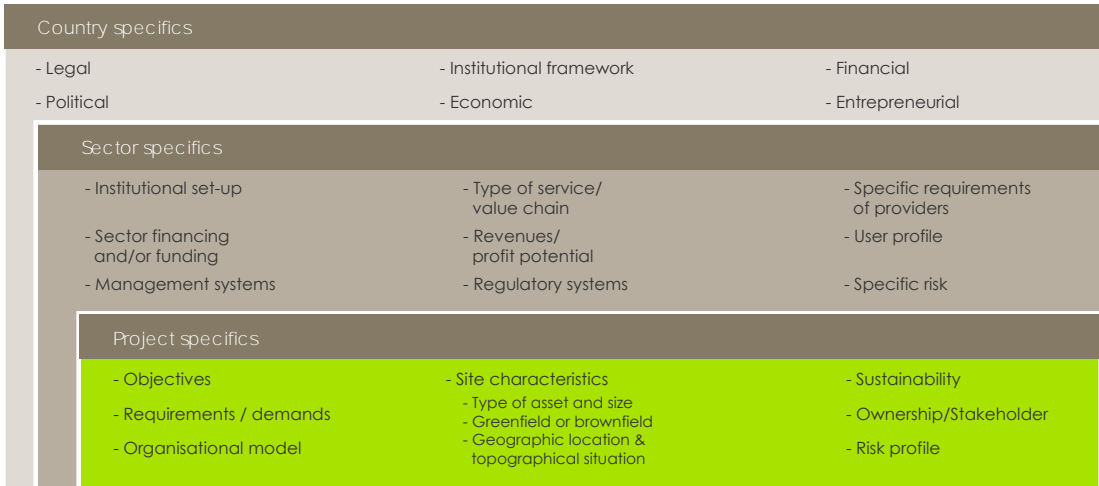 Country specifics
- Legal
- Institutional framework
- Financial
- Political
- Economic
- Entrepreneurial
Sector specifics
- Institutional set-up
- Type of service/
value chain
- Specific requirements
of providers
- Sector financing
and/or funding
- Revenues/
profit potential
- User profile
- Management systems
- Regulatory systems
- Specific risk
Project specifics
- Objectives
- Requirements / demands
- Organisational model
- Site characteristics
- Type of asset and size
- Greenfield or brownfield
- Geographic location &
topographical situation
- Sustainability
- Ownership/Stakeholder
- Risk profile